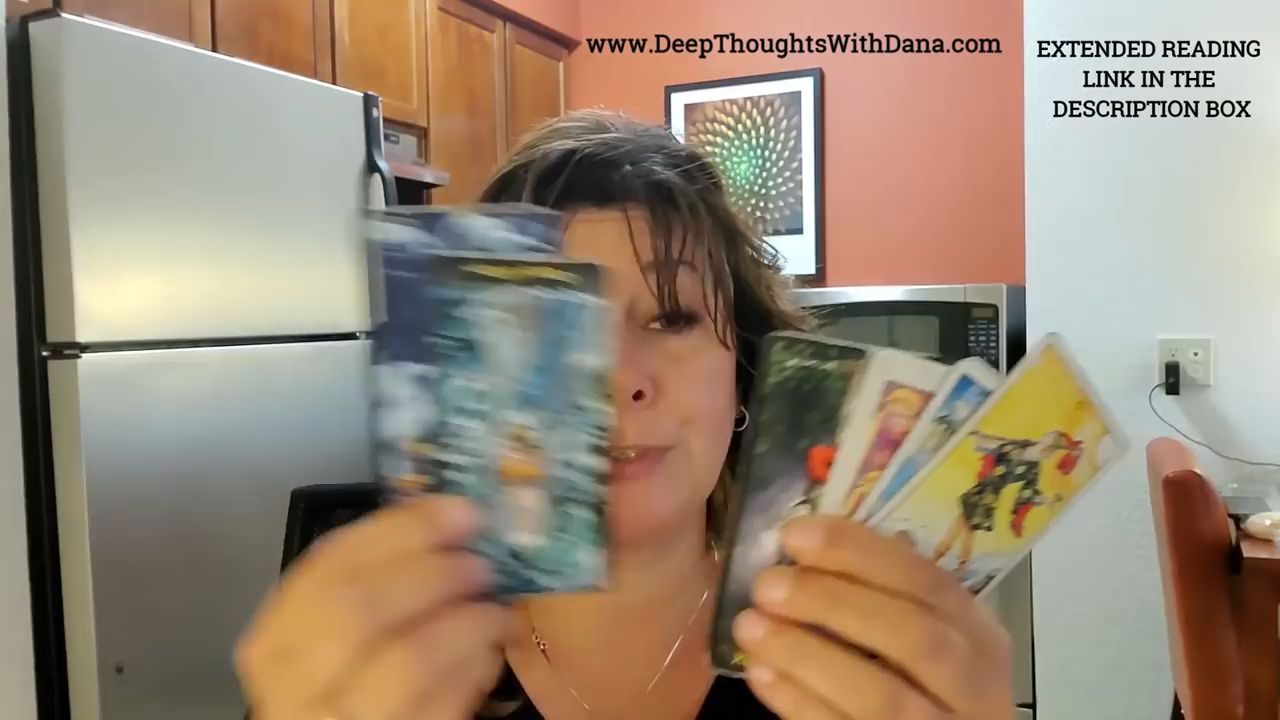 www.DeepThoughtsWithDana.com
EXTENDED READING
LINK IN THE
DESCRIPTION BOX